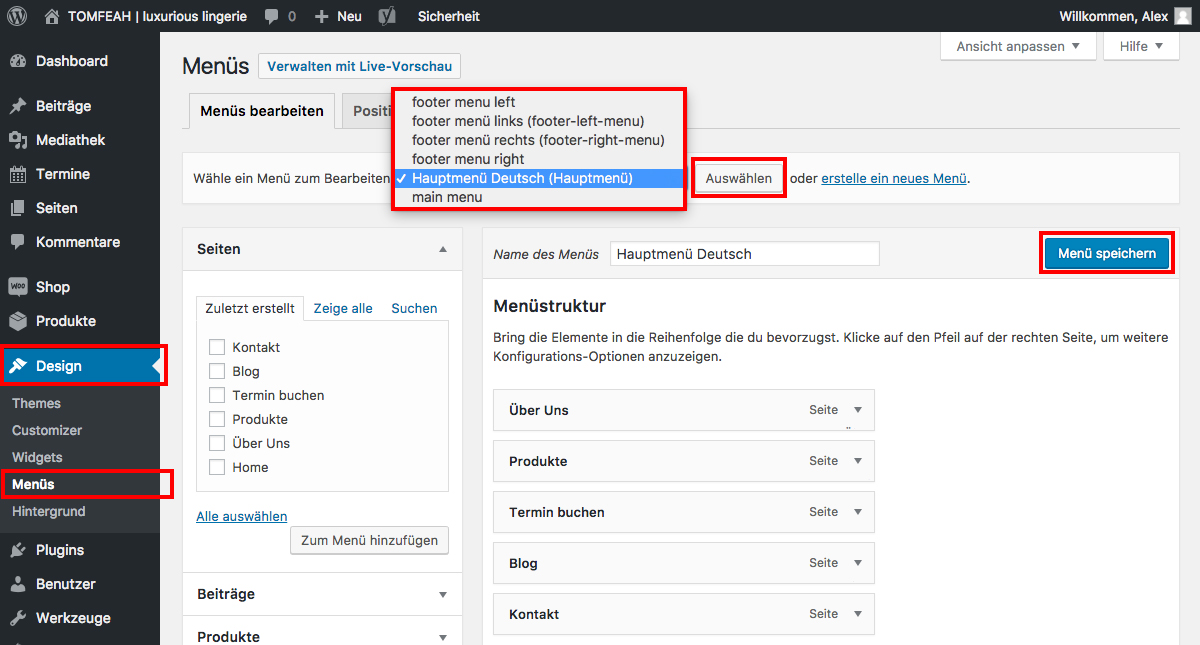 TOMFEAH | luxurious lingerie 0 Neu Sicherheit Willkommen, Alex
Dashboard
Beiträge
Mediathek
Termine
Seiten
Kommentare
WOO Shop
Produkte
Design
Themes
Customizer
Widgets
Menüs
Hintergrund
Plugins
Benutzer
Werkzeuge
Ansicht anpassen Hilfe
Menüs Verwalten mit Live-Vorschau
Menüs bearbeiten Positi
footer menu left
footer menü links (footer-left-menu)
footer menü rechts (footer-right-menu)
footer menu right
Hauptmenü Deutsch (Hauptmenü)
main menu
Wähle ein Menü zum Bearbeiten Auswählen oder erstelle ein neues Menü.
Seiten
Zuletzt erstellt Zeige alle Suchen
Kontakt
Blog
Termin buchen
Produkte
Über Uns
Home
Alle auswählen
Zum Menü hinzufügen
Beiträge
Produkte
Name des Menüs Hauptmenü Deutsch Menü speichern
Menüstruktur
Bring die Elemente in die Reihenfolge die du bevorzugst. Klicke auf den Pfeil auf der rechten Seite, um weitere
Konfigurations-Optionen anzuzeigen.
Über Uns Seite
Produkte Seite
Termin buchen Seite
Blog Seite
Kontakt Seite